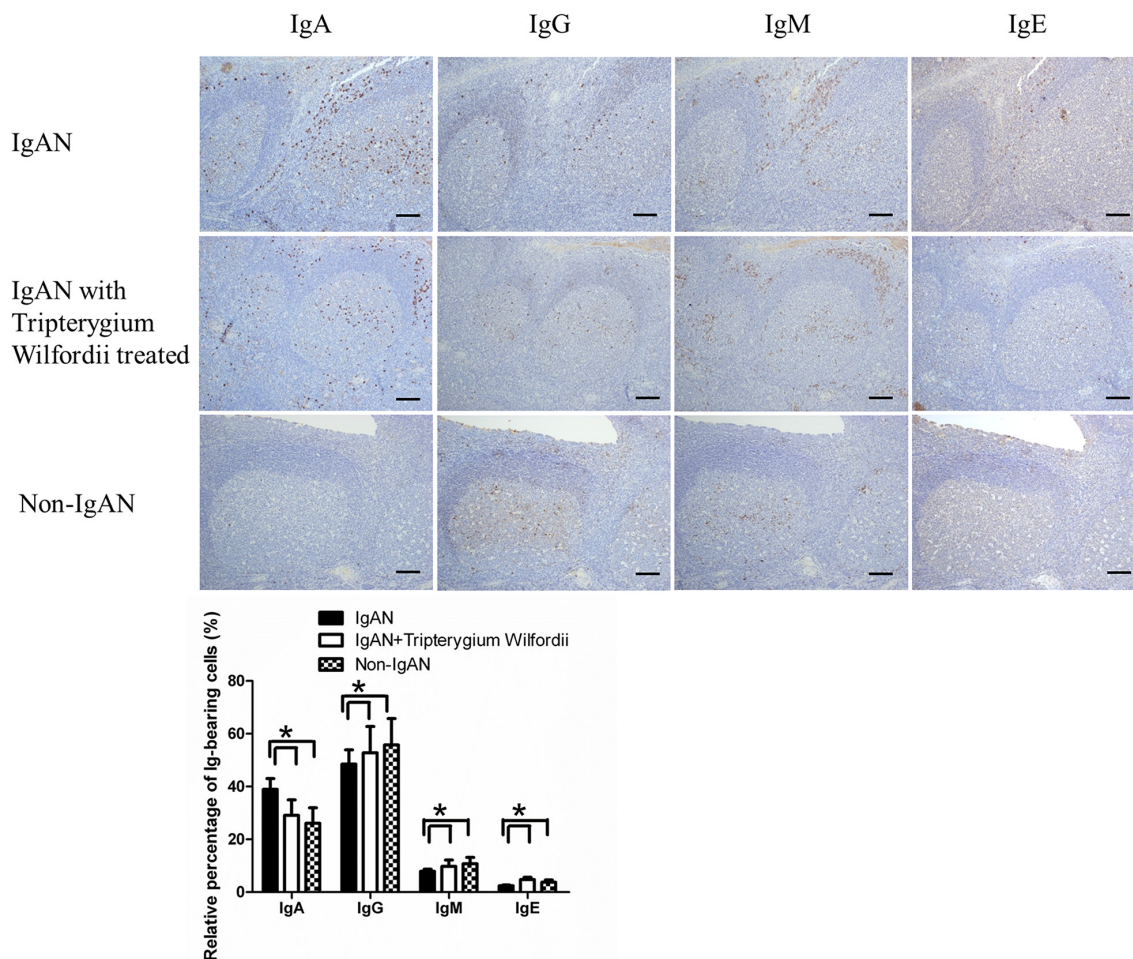 IgA IgG IgM IgE
IgAN
IgAN with
Tripterygium
Wilfordii treated
Non-IgAN
IgAN
IgAN+Tripterygium Wilfordii
Non-IgAN
Relative percentage of Ig-bearing cells (%)
80
60
40
20
0
* * * *
IgA IgG IgM IgE